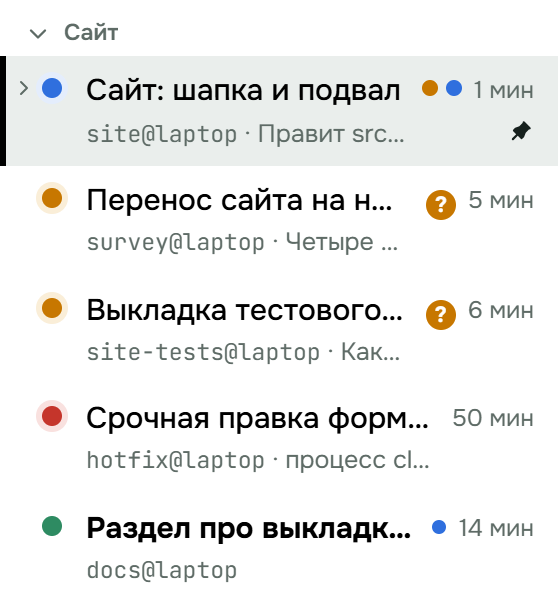 Сайт
Сайт: шапка и подвал 1 мин
site@laptop · Правит src...
Перенос сайта на н... ? 5 мин
survey@laptop · Четыре ...
Выкладка тестового... ? 6 мин
site-tests@laptop · Как...
Срочная правка форм... 50 мин
hotfix@laptop · процесс cl...
Раздел про выкладк... 14 мин
docs@laptop